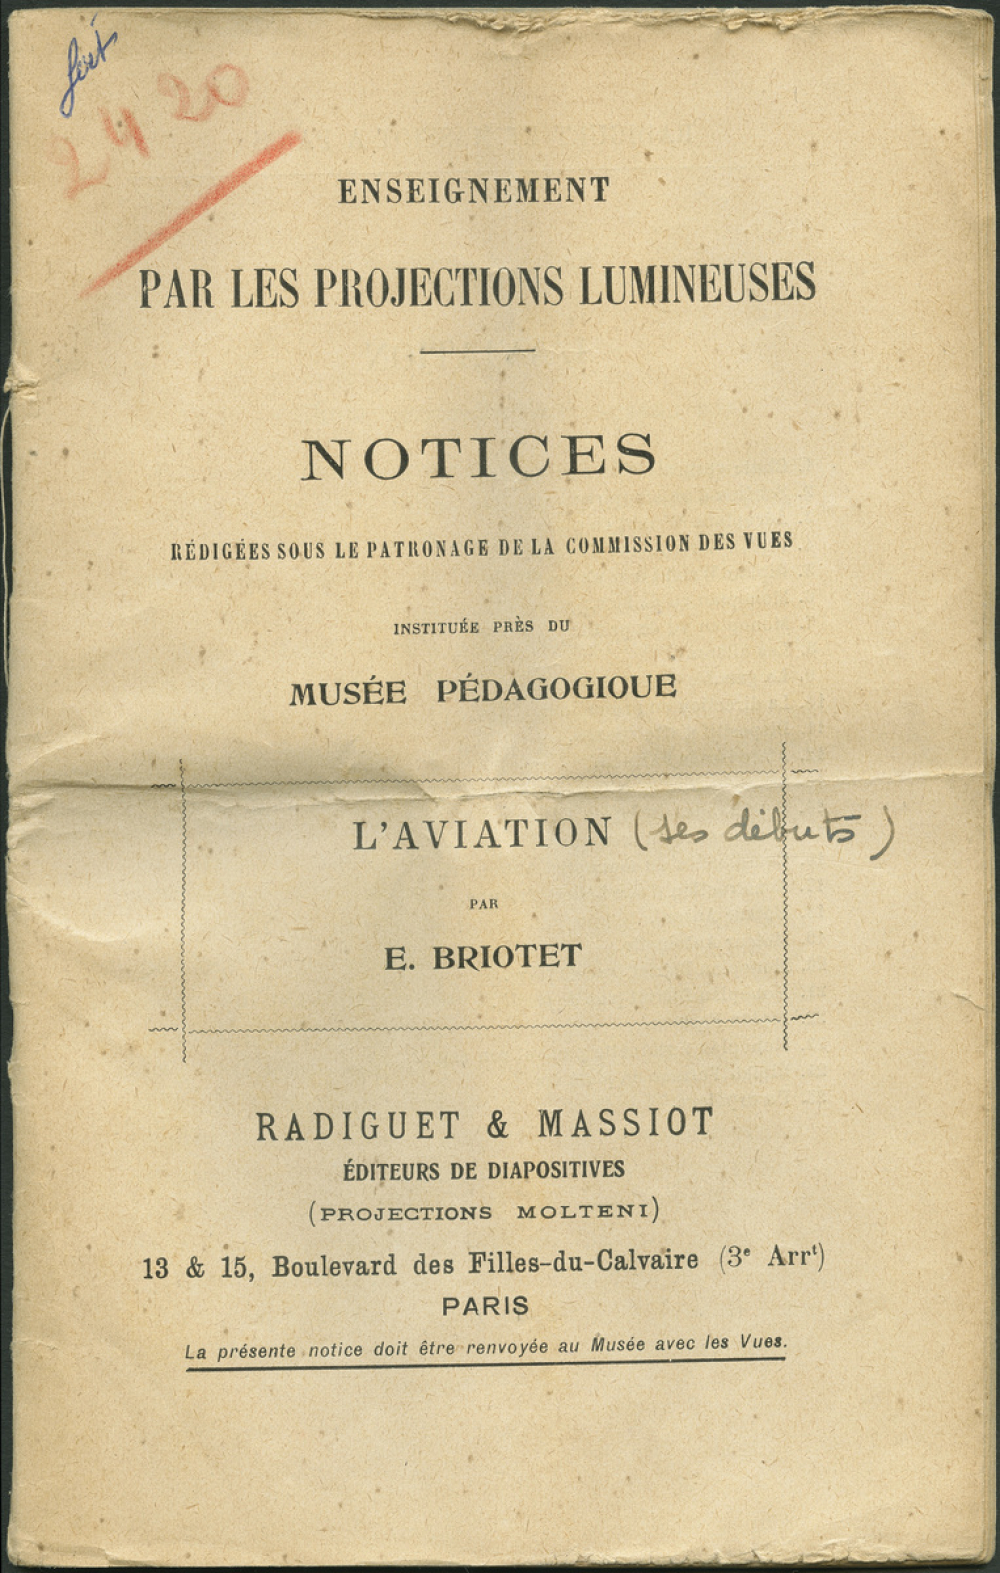 fait
2420
ENSEIGNEMENT
PAR LES PROJECTIONS LUMINEUSES
NOTICES
RÉDIGÉES SOUS LE PATRONAGE DE LA COMMISSION DES VUES
INSTITUÉE PRÈS DU
MUSÉE PÉDAGOGIQUE
L'AVIATION (ses débuts)
PAR
E. BRIOTET
RADIGUET & MASSIOT
ÉDITEURS DE DIAPOSITIVES
(PROJECTIONS MOLTENI)
13 & 15, Boulevard des Filles-du-Calvaire (3e Arrt)
PARIS
La présente notice doit être renvoyée au Musée avec les Vues.